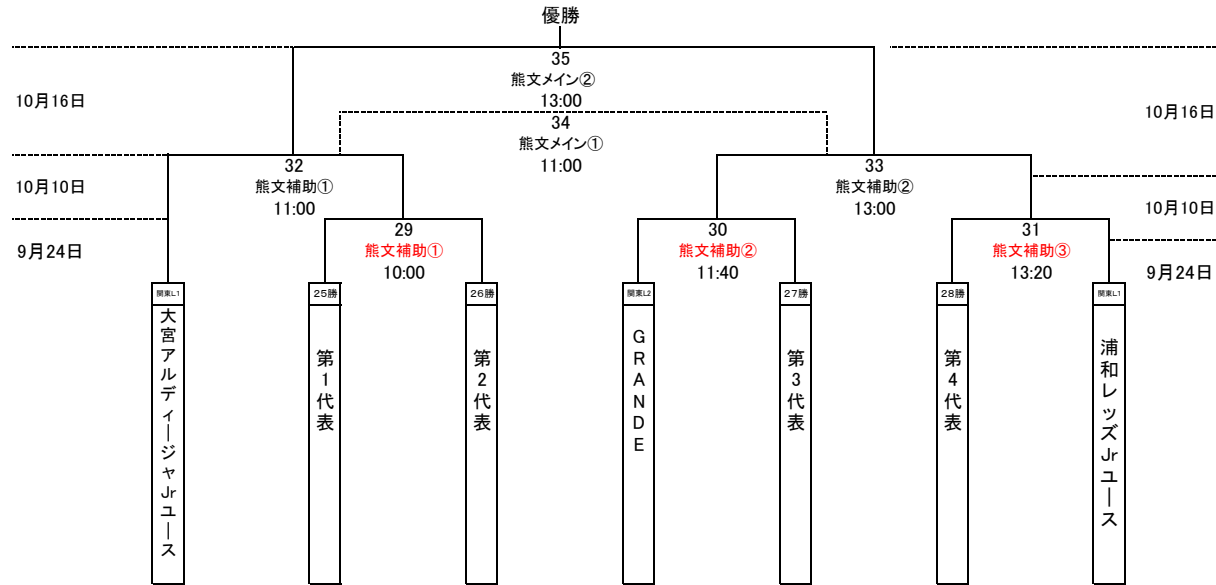 優勝
35
熊文メイン②
13:00
10月16日
10月16日
34
熊文メイン①
11:00
32
熊文補助①
11:00
33
熊文補助②
13:00
10月10日
10月10日
29
熊文補助①
10:00
30
熊文補助②
11:40
31
熊文補助③
13:20
9月24日
9月24日
関東L1
大宮アルディージャJrユース
25勝
第1代表
26勝
第2代表
関東L2
GRANDE
27勝
第3代表
28勝
第4代表
関東L1
浦和レッズJrユース